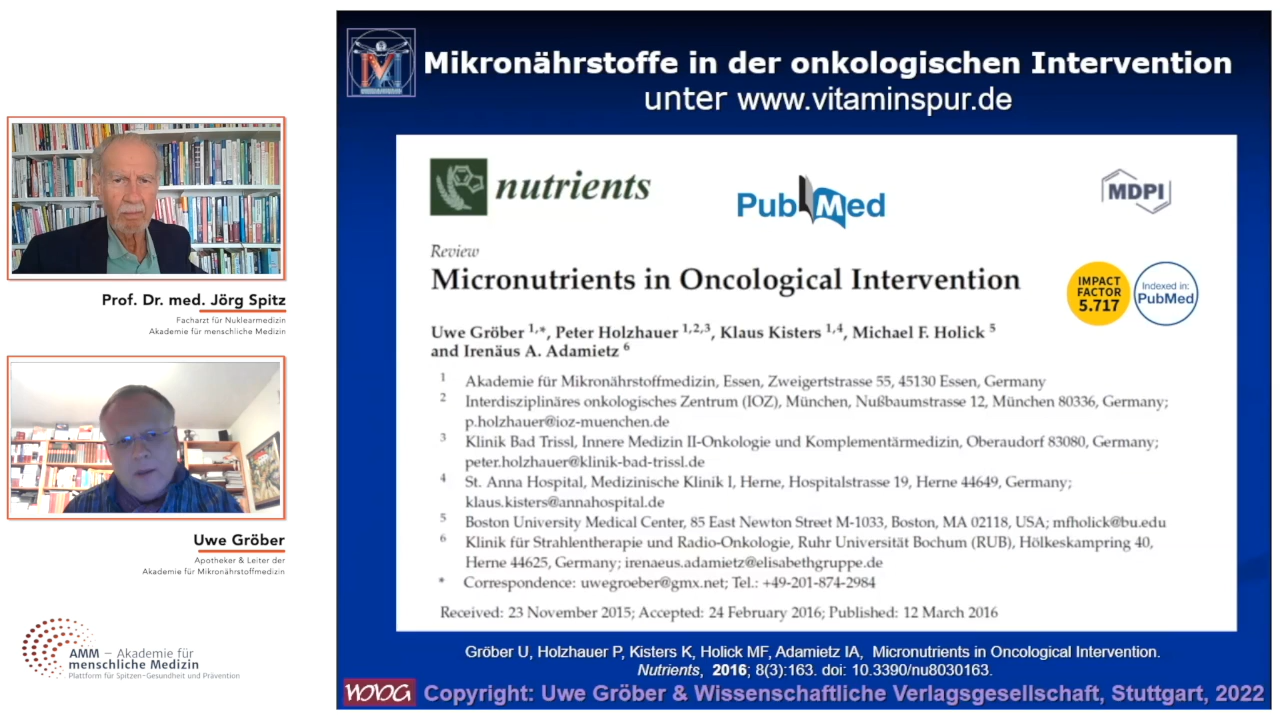 Mikronährstoffe in der onkologischen Intervention
unter www.vitaminspur.de
nutrients
PubMed
MDPI
Review
Micronutrients in Oncological Intervention
IMPACT
FACTOR
5.717
Indexed in:
PubMed
Uwe Gröber 1,*, Peter Holzhauer 1,2,3, Klaus Kisters 1,4, Michael F. Holick 5
and Irenäus A. Adamietz 6
1 Akademie für Mikronährstoffmedizin, Essen, Zweigertstrasse 55, 45130 Essen, Germany
2 Interdisziplinäres onkologisches Zentrum (IOZ), München, Nußbaumstrasse 12, München 80336, Germany;
p.holzhauer@ioz-muenchen.de
3 Klinik Bad Trissl, Innere Medizin II-Onkologie und Komplementärmedizin, Oberaudorf 83080, Germany;
peter.holzhauer@klinik-bad-trissl.de
4 St. Anna Hospital, Medizinische Klinik I, Herne, Hospitalstrasse 19, Herne 44649, Germany;
klaus.kisters@annahospital.de
5 Boston University Medical Center, 85 East Newton Street M-1033, Boston, MA 02118, USA; mfholick@bu.edu
6 Klinik für Strahlentherapie und Radio-Onkologie, Ruhr Universität Bochum (RUB), Hölkeskampring 40,
Herne 44625, Germany; irenaeus.adamietz@elisabethgruppe.de
* Correspondence: uwegroeber@gmx.net; Tel.: +49-201-874-2984
Received: 23 November 2015; Accepted: 24 February 2016; Published: 12 March 2016
Gröber U, Holzhauer P, Kisters K, Holick MF, Adamietz IA, Micronutrients in Oncological Intervention.
Nutrients, 2016; 8(3):163. doi: 10.3390/nu8030163.
Copyright: Uwe Gröber & Wissenschaftliche Verlagsgesellschaft, Stuttgart, 2022
Prof. Dr. med. Jörg Spitz
Facharzt für Nuklearmedizin
Akademie für menschliche Medizin
Uwe Gröber
Apotheker & Leiter der
Akademie für Mikronährstoffmedizin
AMM – Akademie für
menschliche Medizin
Plattform für Spitzen-Gesundheit und Prävention